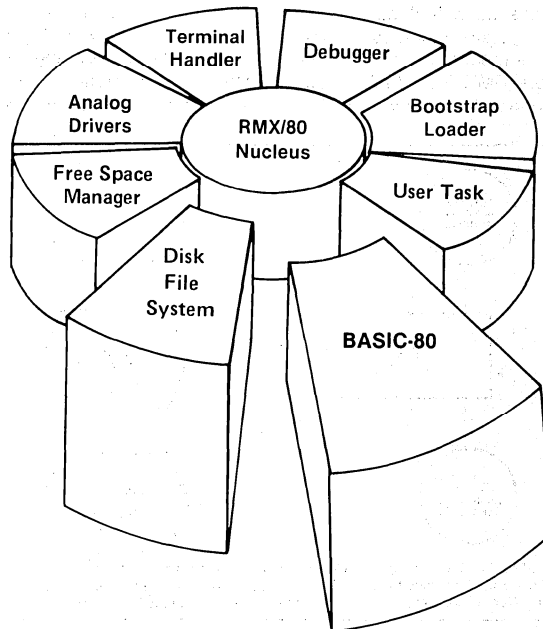 Terminal
Handler
Debugger
Analog
Drivers
RMX/80
Nucleus
Bootstrap
Loader
Free Space
Manager
User Task
Disk
File
System
BASIC-80